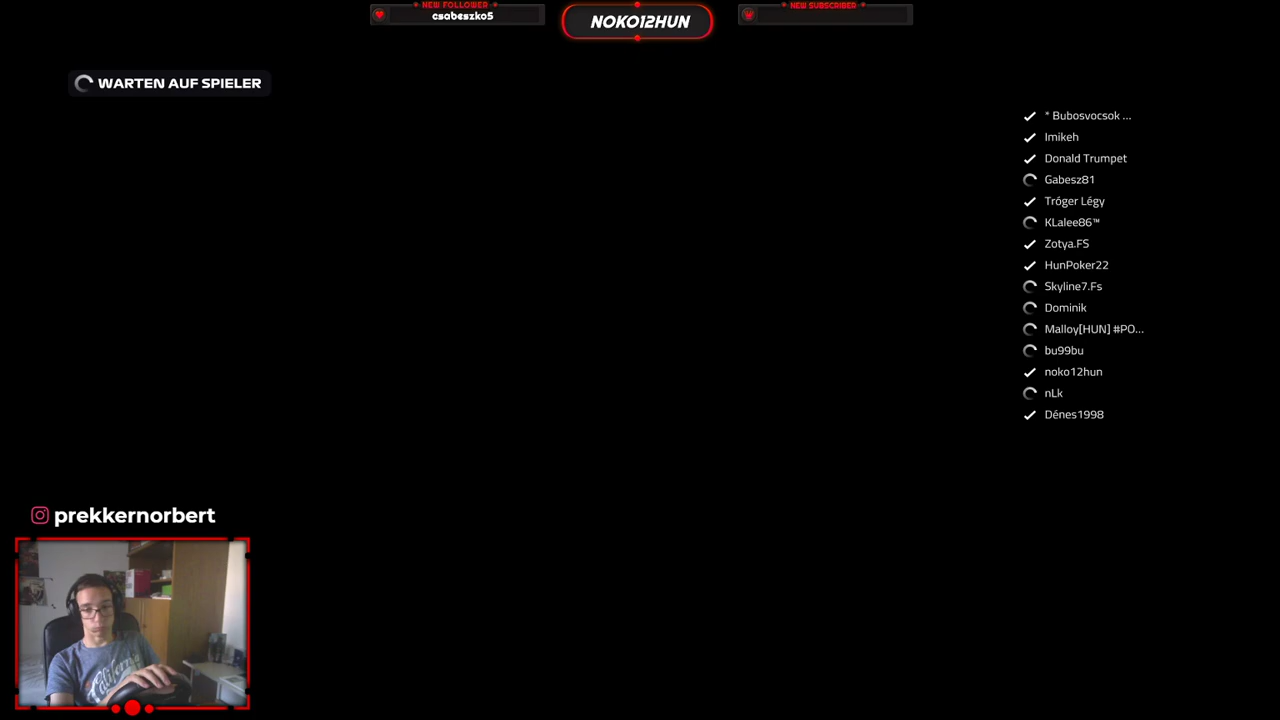 NEW FOLLOWER
csabeszko5
NOKO12HUN
NEW SUBSCRIBER
WARTEN AUF SPIELER
* Bubosvocsok ...
Imikeh
Donald Trumpet
Gabesz81
Tróger Légy
KLalee86™
Zotya.FS
HunPoker22
Skyline7.Fs
Dominik
Malloy[HUN] #PO...
bu99bu
noko12hun
nLk
Dénes1998
prekkernorbert
California